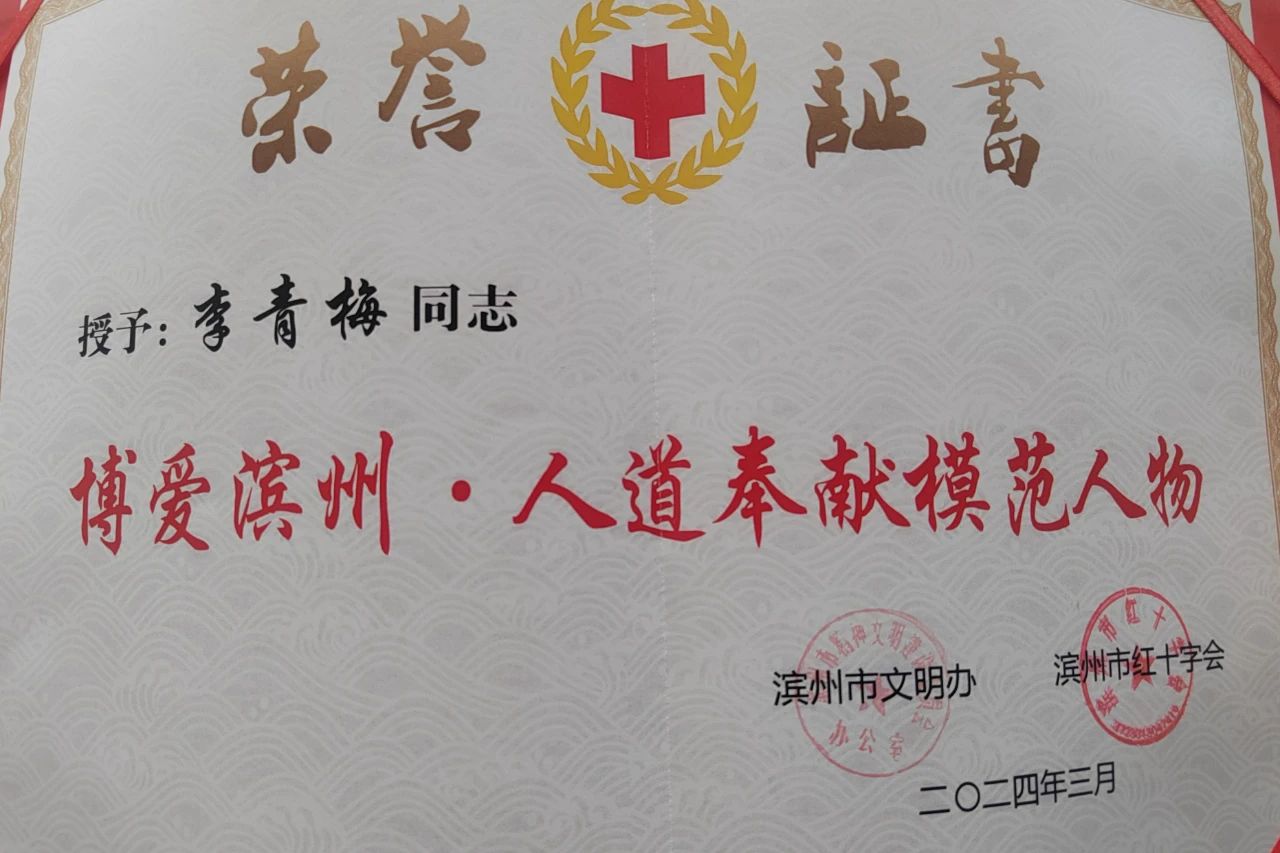 荣誉證書
授予：李青梅同志
博爱滨州·人道奉献模范人物
滨州市文明办
滨州市红十字会
二〇二四年三月